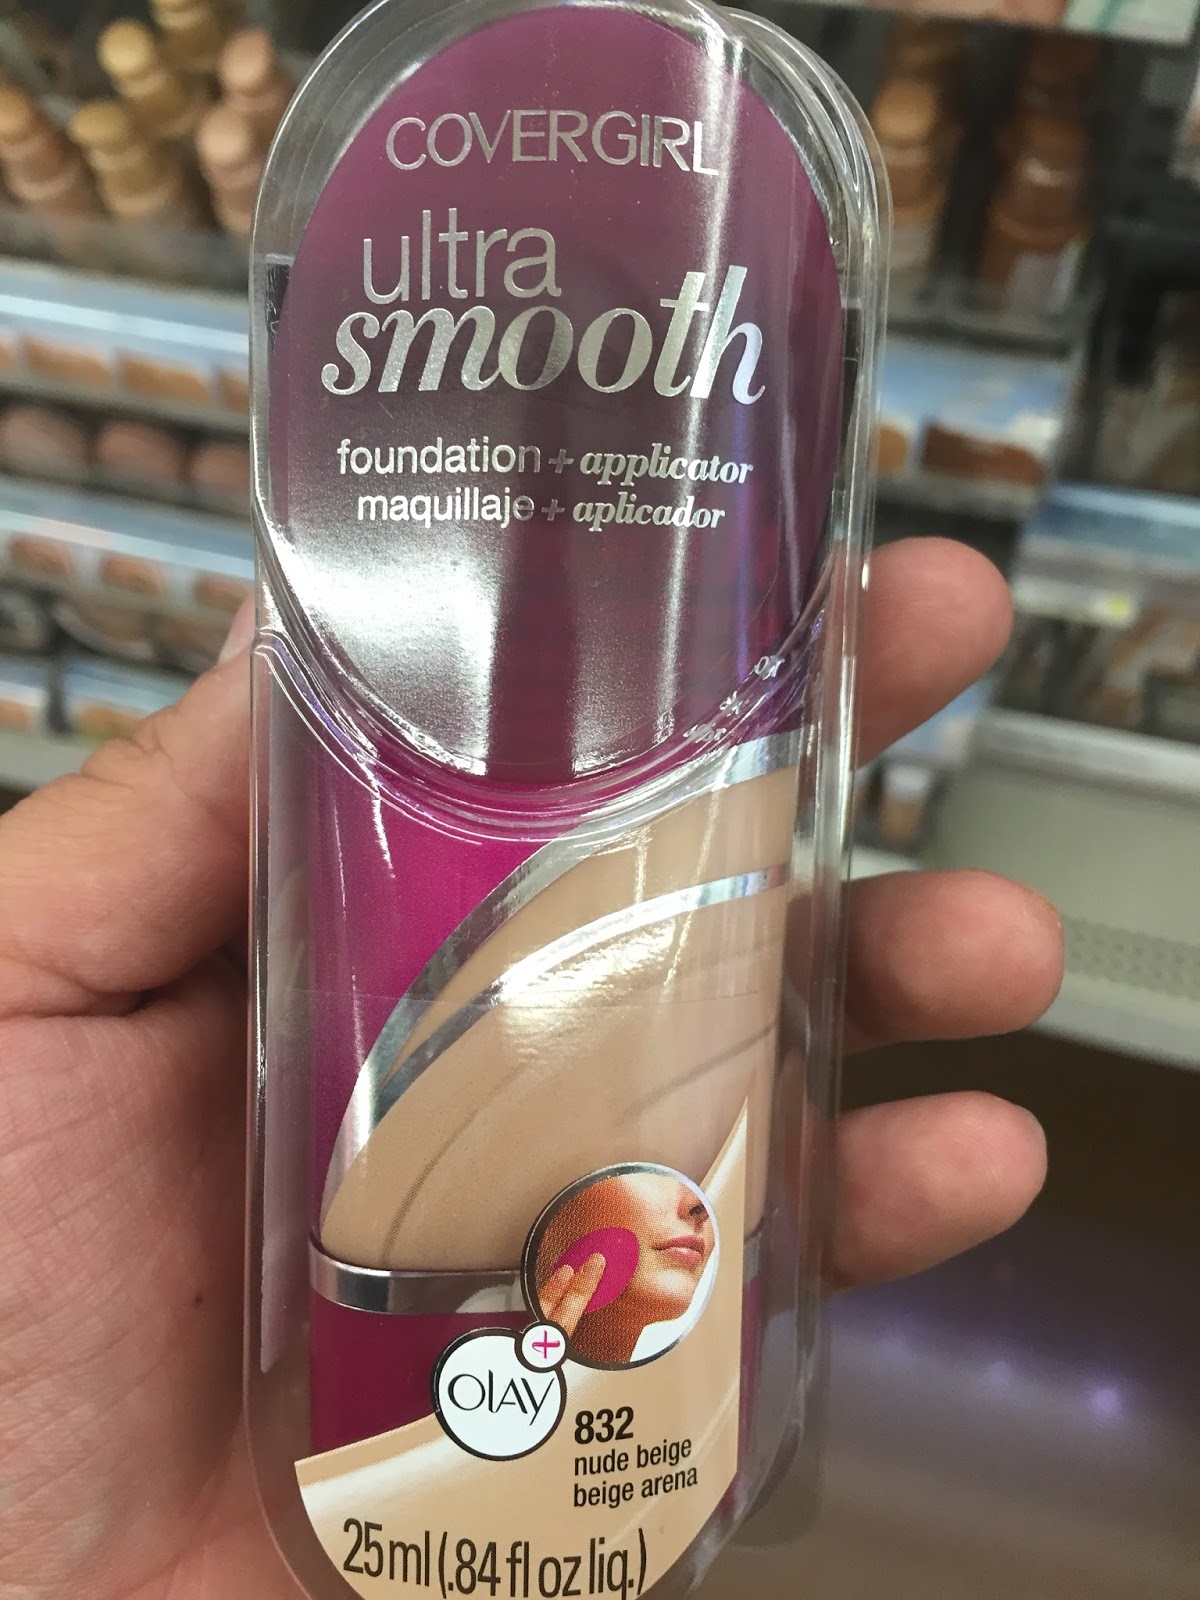 COVERGIRL
ultra
smooth
foundation + applicator
maquillaje + aplicador
+
OLAY
832
nude beige
beige arena
25ml (.84 fl oz liq.)